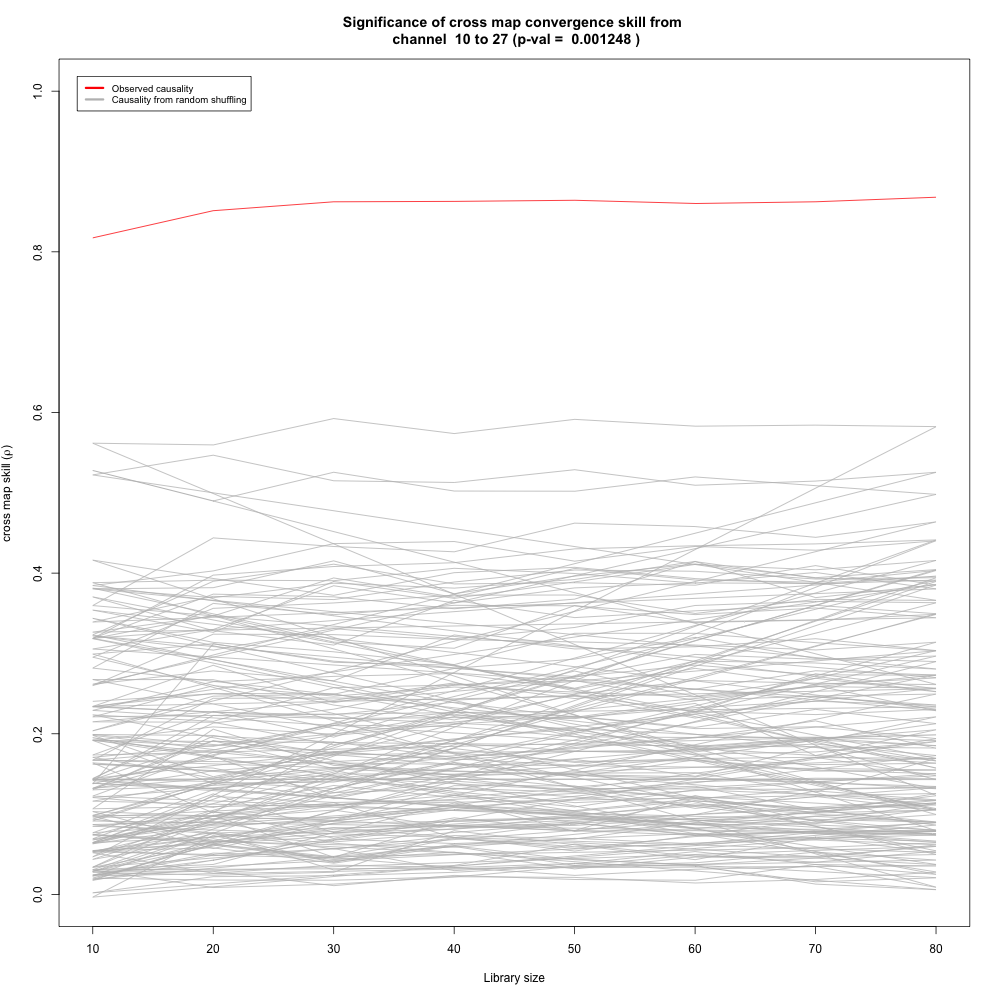 Significance of cross map convergence skill from
channel  10 to 27 (p-val =  0.001248 )
Observed causality
Causality from random shuffling
cross map skill (ρ)
1.0
0.8
0.6
0.4
0.2
0.0
10 20 30 40 50 60 70 80
Library size